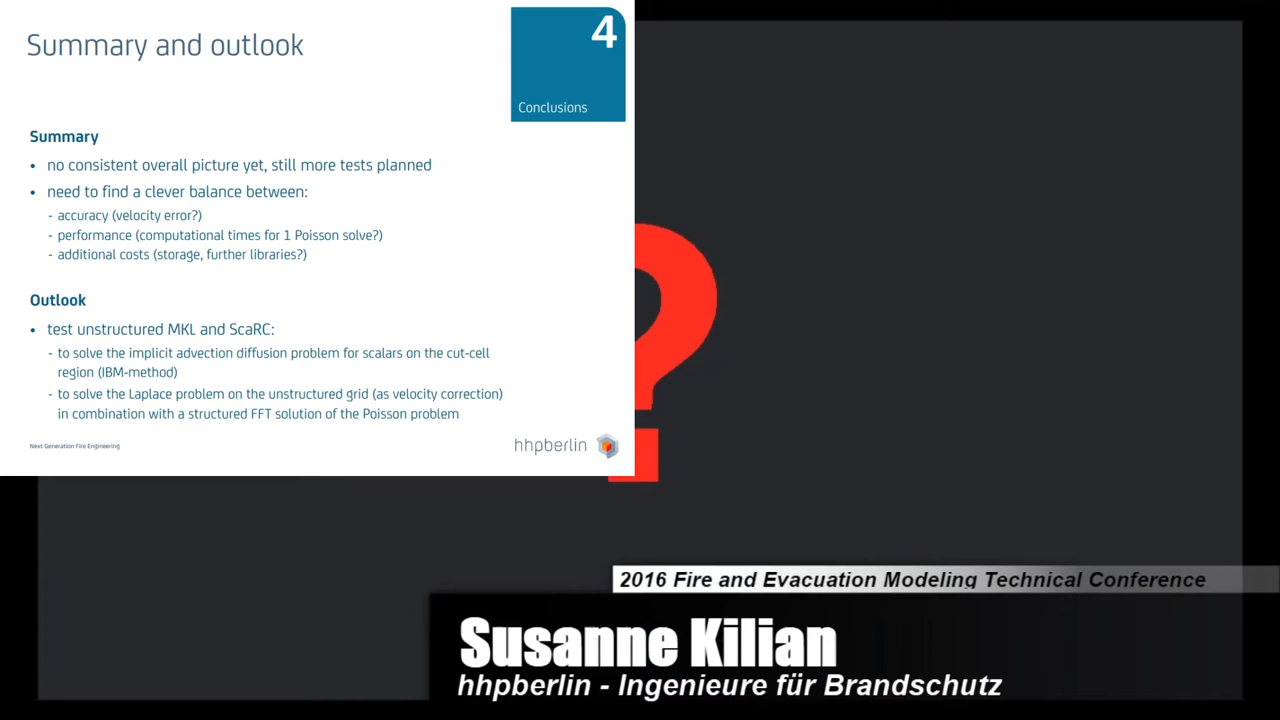 Summary and outlook
4
Conclusions
Summary
• no consistent overall picture yet, still more tests planned
• need to find a clever balance between:
- accuracy (velocity error?)
- performance (computational times for 1 Poisson solve?)
- additional costs (storage, further libraries?)
Outlook
• test unstructured MKL and ScaRC:
- to solve the implicit advection diffusion problem for scalars on the cut-cell
region (IBM-method)
- to solve the Laplace problem on the unstructured grid (as velocity correction)
in combination with a structured FFT solution of the Poisson problem
Next Generation Fire Engineering
hhpberlin
?
2016 Fire and Evacuation Modeling Technical Conference
Susanne Kilian
hhpberlin - Ingenieure für Brandschutz